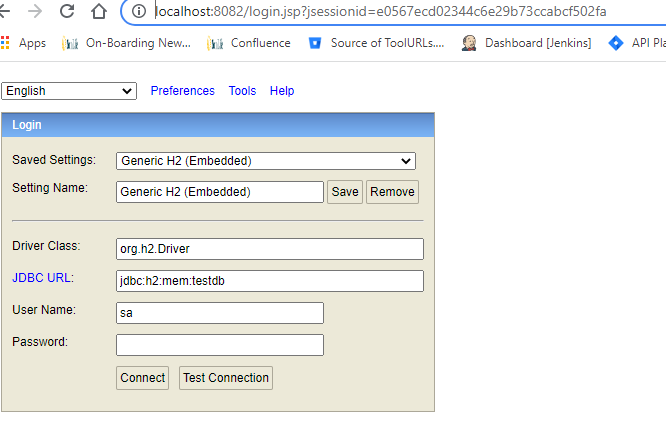 localhost:8082/login.jsp?jsessionid=e0567ecd02344c6e29b73ccabcf502fa
Apps On-Boarding New... Confluence Source of ToolURLs.... Dashboard [Jenkins] API Pla
English Preferences Tools Help
Login
Saved Settings: Generic H2 (Embedded)
Setting Name: Generic H2 (Embedded) Save Remove
Driver Class: org.h2.Driver
JDBC URL: jdbc:h2:mem:testdb
User Name: sa
Password:
Connect Test Connection